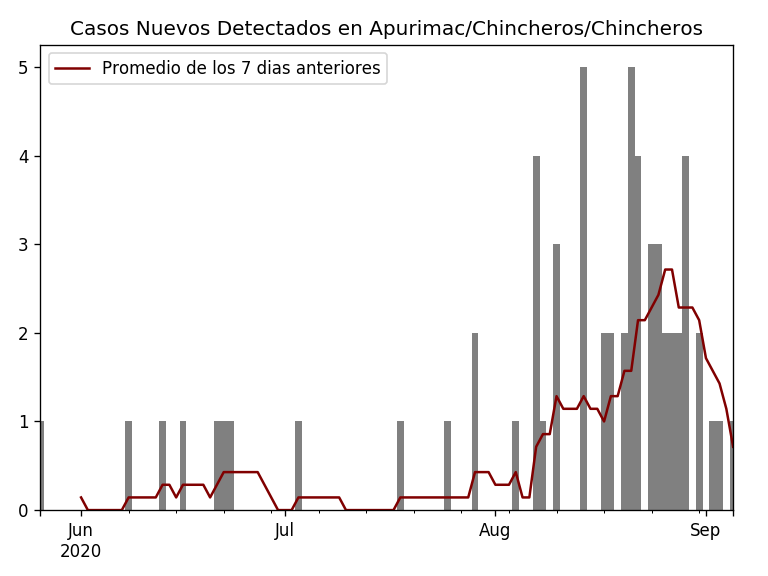 Casos Nuevos Detectados en Apurimac/Chincheros/Chincheros
Promedio de los 7 dias anteriores
5
4
3
2
1
0
Jun
2020
Jul
Aug
Sep